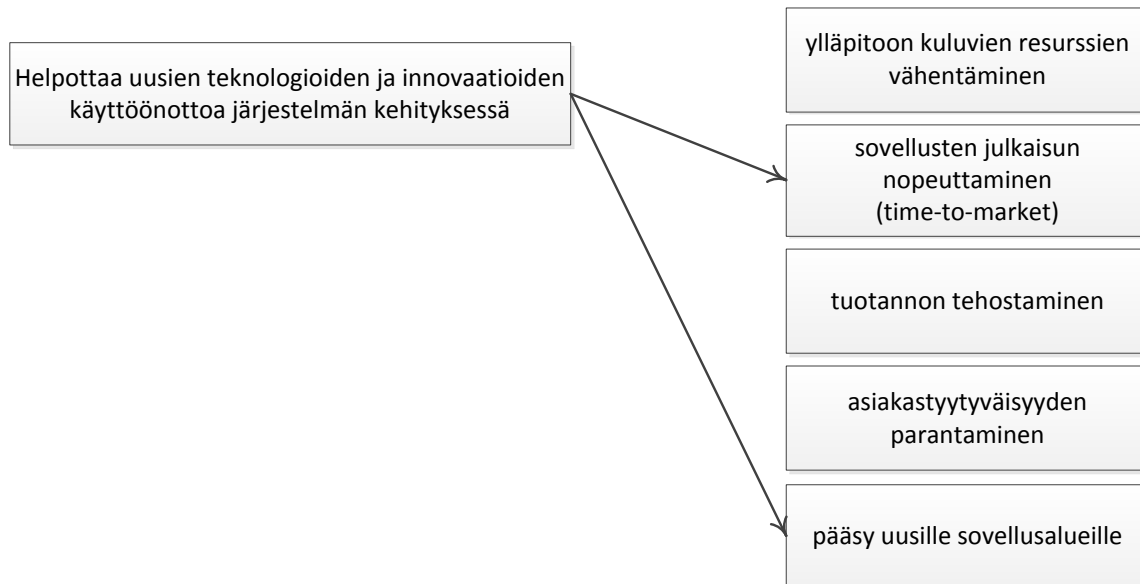 Helpottaa uusien teknologioiden ja innovaatioiden
käyttöönottoa järjestelmän kehityksessä
ylläpitoon kuluvien resurssien
vähentäminen
sovellusten julkaisun
nopeuttaminen
(time-to-market)
tuotannon tehostaminen
asiakastyytyväisyyden
parantaminen
pääsy uusille sovellusalueille